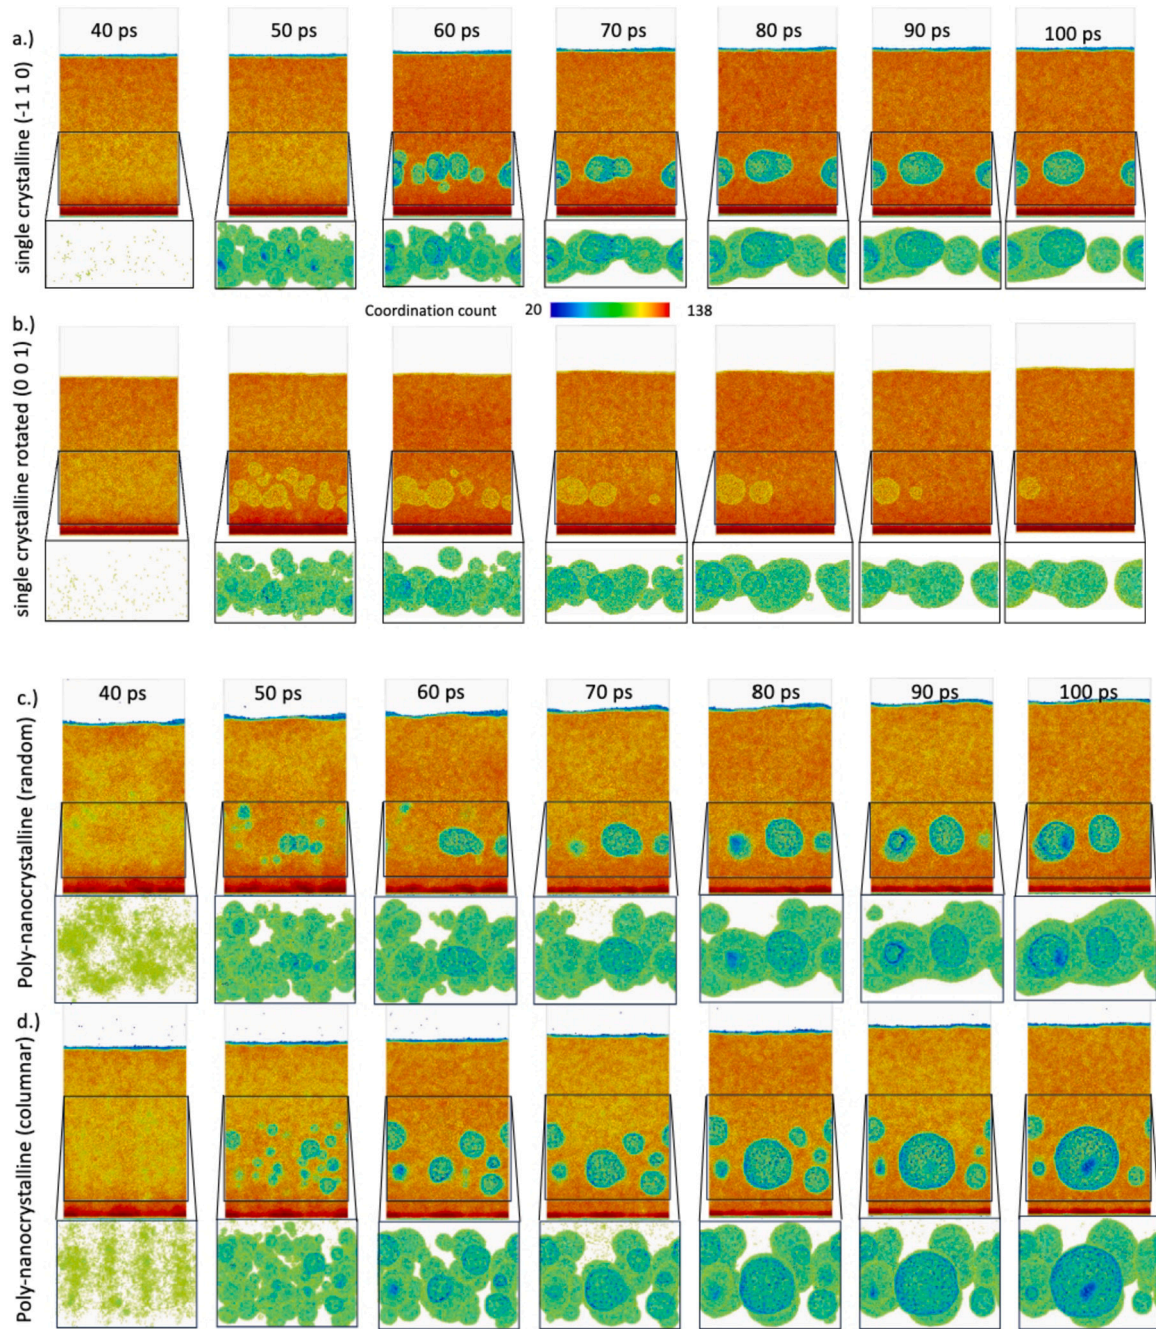 a.)
40 ps 50 ps 60 ps 70 ps 80 ps 90 ps 100 ps
single crystalline (-1 1 0)
Coordination count 20 138
b.)
single crystalline rotated (0 0 1)
c.)
40 ps 50 ps 60 ps 70 ps 80 ps 90 ps 100 ps
Poly-nanocrystalline (random)
d.)
Poly-nanocrystalline (columnar)